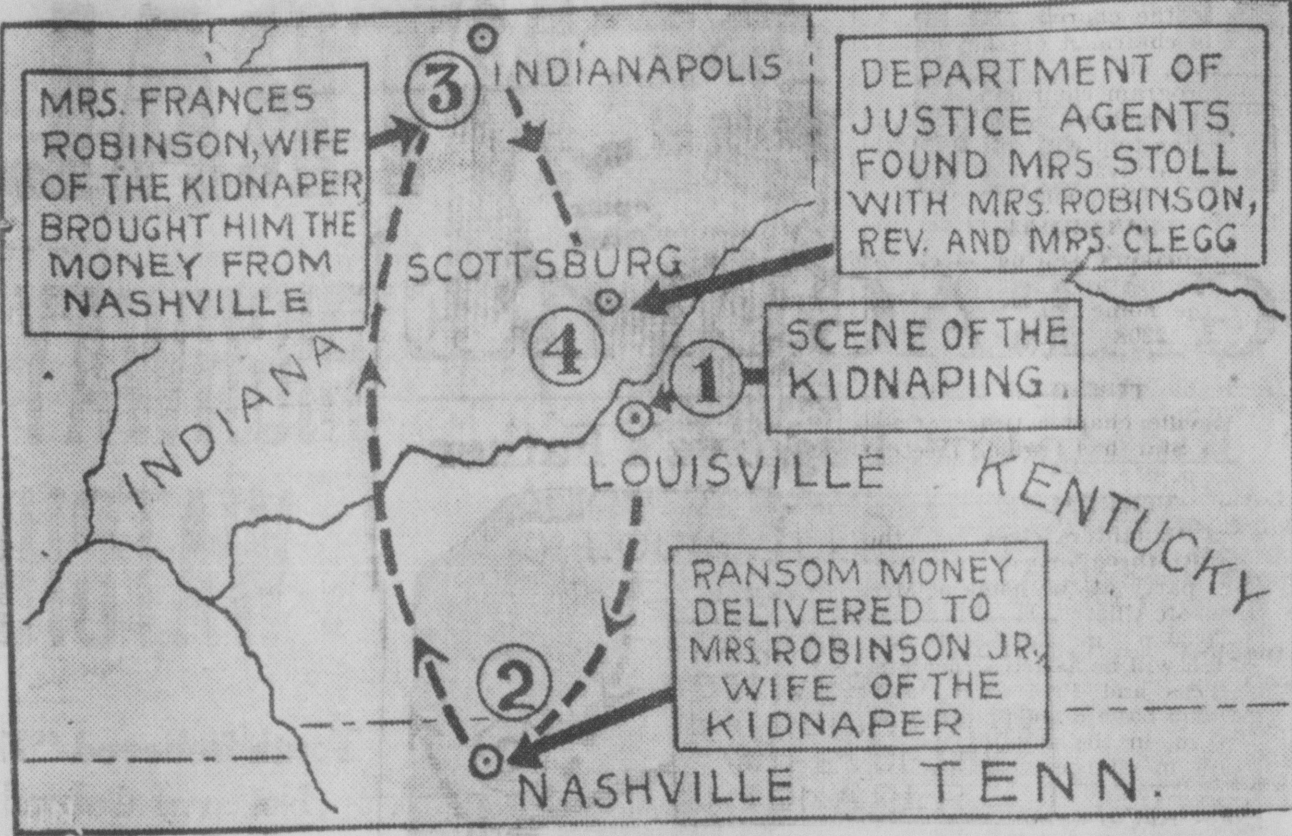 MRS. FRANCES
ROBINSON, WIFE
OF THE KIDNAPER
BROUGHT HIM THE
MONEY FROM
NASHVILLE
3
INDIANAPOLIS
DEPARTMENT OF
JUSTICE AGENTS
FOUND MRS STOLL
WITH MRS. ROBINSON,
REV. AND MRS. CLEGG
SCOTTSBURG
4
1
SCENE OF THE
KIDNAPING
INDIANA
LOUISVILLE
KENTUCKY
RANSOM MONEY
DELIVERED TO
MRS. ROBINSON JR.,
WIFE OF THE
KIDNAPER
2
NASHVILLE
TENN.